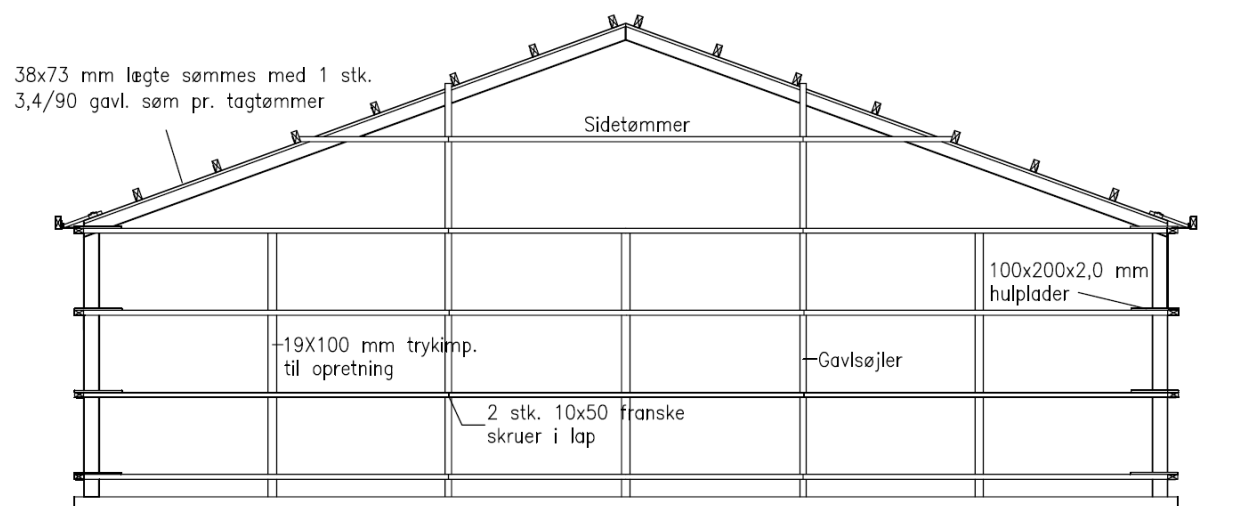 38x73 mm lægte sømmes med 1 stk.
3,4/90 gavl. søm pr. tagtømmer
Sidetømmer
100x200x2,0 mm
hulplader
19X100 mm trykimp.
til opretning
Gavlsøjler
2 stk. 10x50 franske
skruer i lap